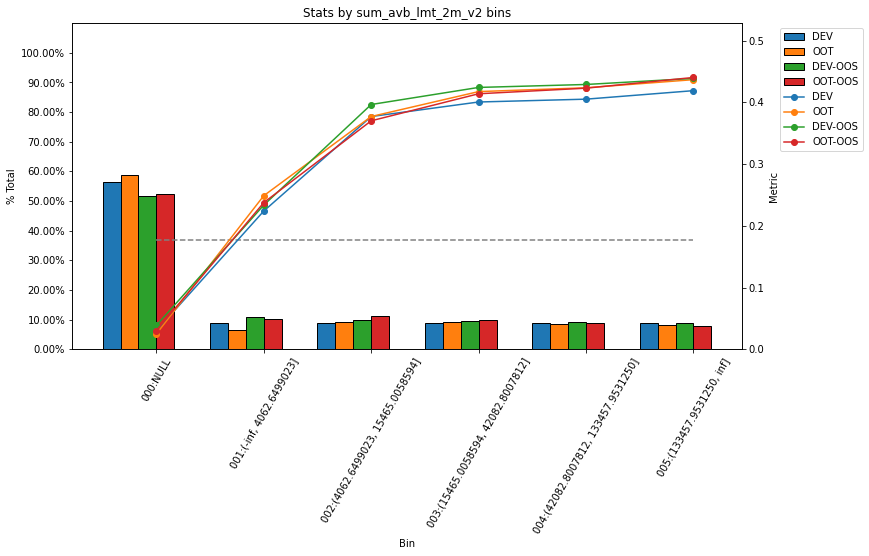 Stats by sum_avb_lmt_2m_v2 bins
100.00%
90.00%
80.00%
70.00%
60.00%
50.00%
40.00%
30.00%
20.00%
10.00%
0.00%
% Total
0.5
0.4
0.3
0.2
0.1
0.0
Metric
DEV
OOT
DEV-OOS
OOT-OOS
DEV
OOT
DEV-OOS
OOT-OOS
000:NULL
001:(-inf, 4062.6499023]
002:(4062.6499023, 15465.0058594]
003:(15465.0058594, 42082.8007812]
004:(42082.8007812, 133457.9531250]
005:(133457.9531250, inf]
Bin